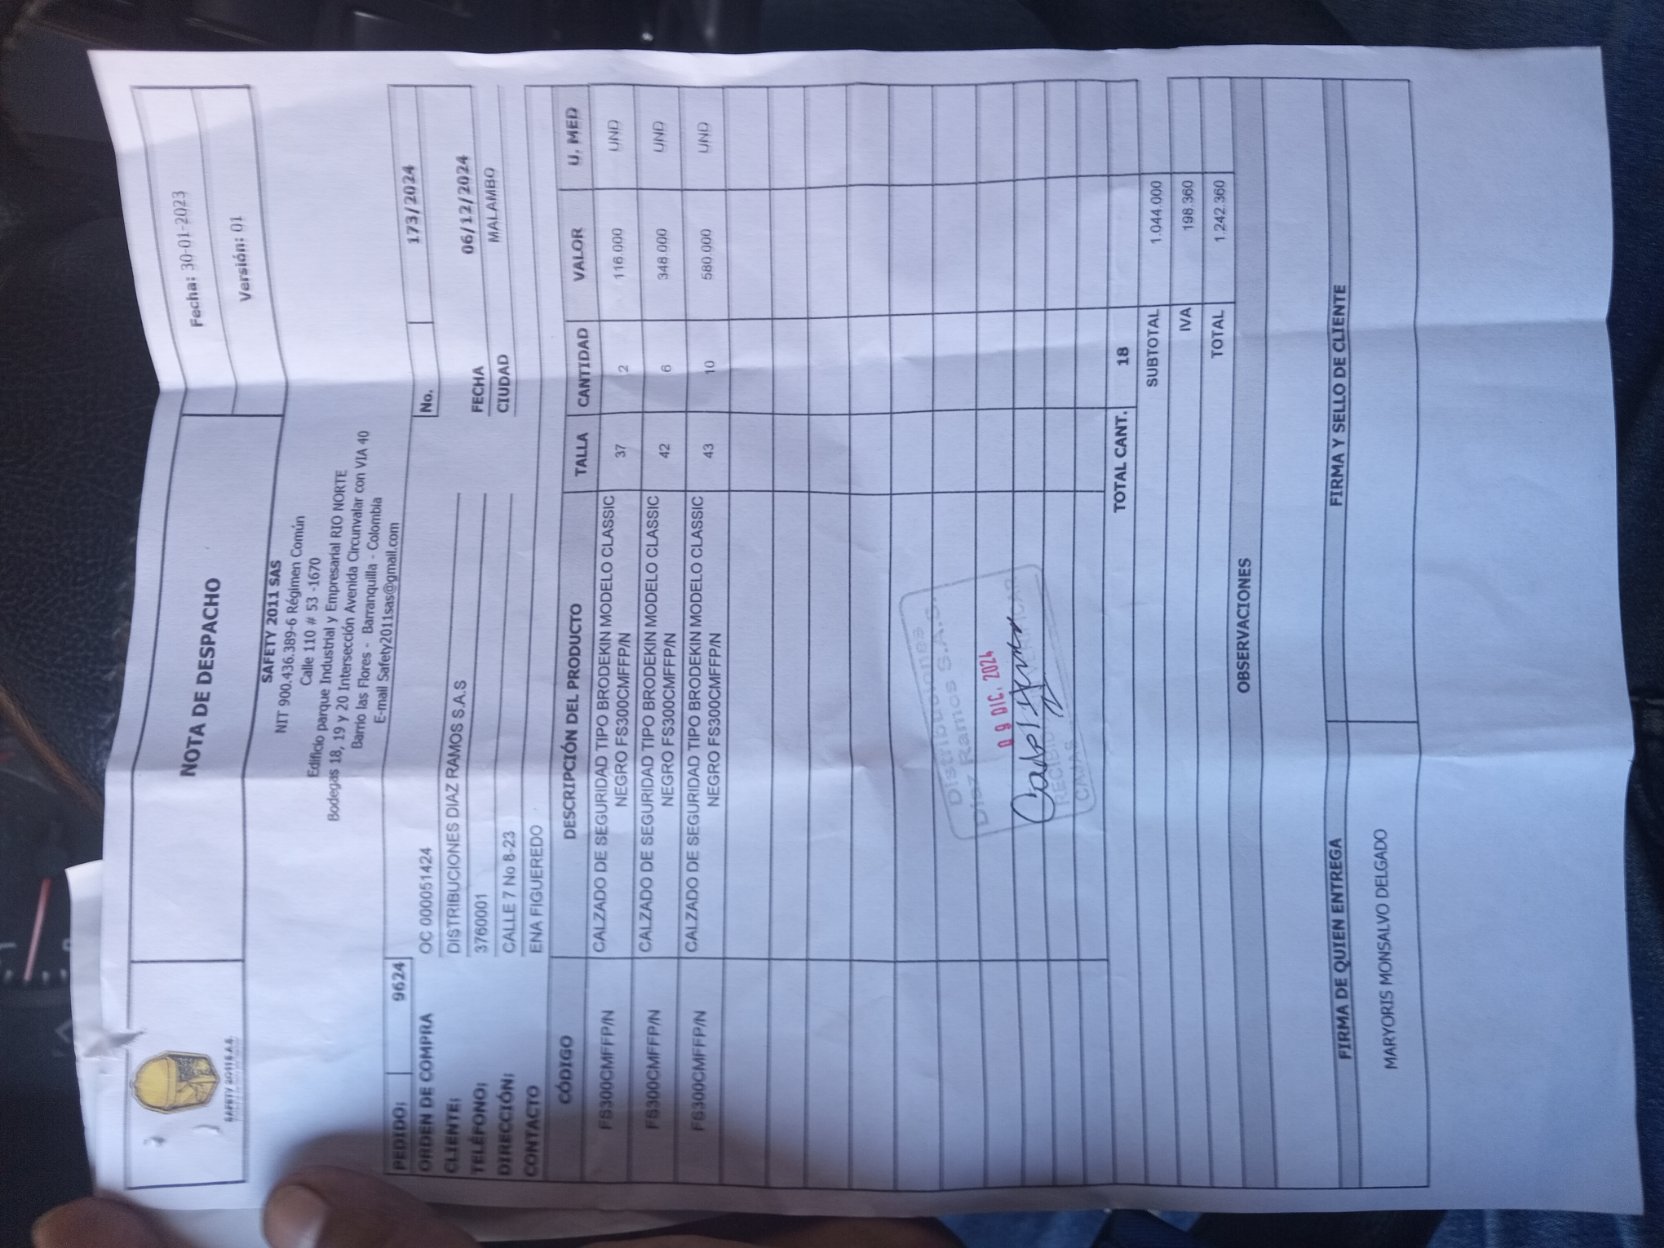 SAFETY 2011 S.A.S.
NOTA DE DESPACHO
Fecha: 30-01-2023
Versión: 01
SAFETY 2011 SAS
NIT 900.436.389-6 Régimen Común
Calle 110 # 53 -1670
Edificio parque Industrial y Empresarial RIO NORTE
Bodegas 18, 19 y 20 Intersección Avenida Circunvalar con VIA 40
Barrio las Flores - Barranquilla - Colombia
E-mail Safety2011sas@gmail.com
PEDIDO: 9624 No. 173/2024
ORDEN DE COMPRA OC 000051424
CLIENTE: DISTRIBUCIONES DIAZ RAMOS S.A.S FECHA 06/12/2024
TELÉFONO: 3760001 CIUDAD MALAMBO
DIRECCIÓN: CALLE 7 No 8-23
CONTACTO ENA FIGUEREDO
CÓDIGO DESCRIPCIÓN DEL PRODUCTO TALLA CANTIDAD VALOR U. MED
FS300CMFFP/N CALZADO DE SEGURIDAD TIPO BRODEKIN MODELO CLASSIC 37 2 116.000 UND
NEGRO FS300CMFFP/N
FS300CMFFP/N CALZADO DE SEGURIDAD TIPO BRODEKIN MODELO CLASSIC 42 6 348.000 UND
NEGRO FS300CMFFP/N
FS300CMFFP/N CALZADO DE SEGURIDAD TIPO BRODEKIN MODELO CLASSIC 43 10 580.000 UND
NEGRO FS300CMFFP/N
Distribuciones
Díaz Ramos S.A.S.
09 DIC. 2024
RECIBIDO
CAJAS
TOTAL CANT. 18
SUBTOTAL 1.044.000
IVA 198.360
TOTAL 1.242.360
OBSERVACIONES
FIRMA DE QUIEN ENTREGA FIRMA Y SELLO DE CLIENTE
MARYORIS MONSALVO DELGADO